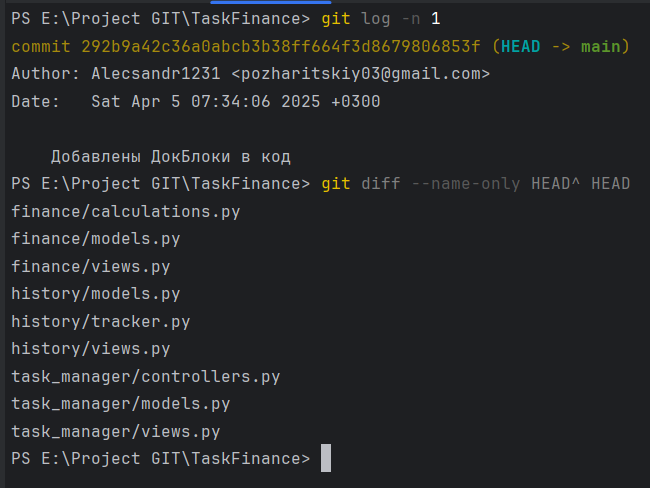 PS E:\Project GIT\TaskFinance> git log -n 1
commit 292b9a42c36a0abcb3b38ff664f3d8679806853f (HEAD -> main)
Author: Alecsandr1231 <pozharitskiy03@gmail.com>
Date:   Sat Apr 5 07:34:06 2025 +0300
    Добавлены ДокБлоки в код
PS E:\Project GIT\TaskFinance> git diff --name-only HEAD^ HEAD
finance/calculations.py
finance/models.py
finance/views.py
history/models.py
history/tracker.py
history/views.py
task_manager/controllers.py
task_manager/models.py
task_manager/views.py
PS E:\Project GIT\TaskFinance>